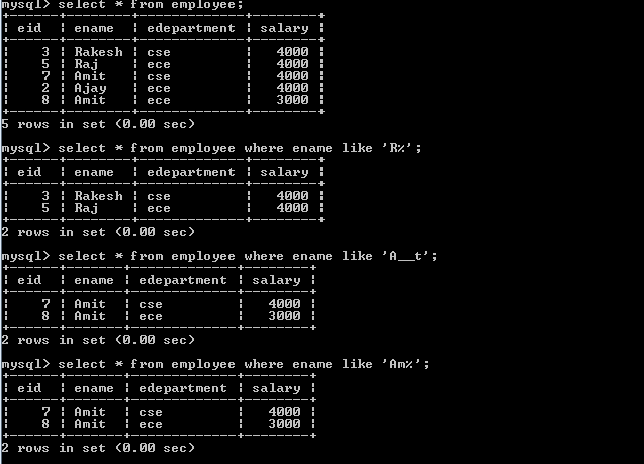 mysql> select * from employee;
+------+--------+-------------+--------+
| eid  | ename  | edepartment | salary |
+------+--------+-------------+--------+
|    3 | Rakesh | cse         |   4000 |
|    5 | Raj    | ece         |   4000 |
|    7 | Amit   | cse         |   4000 |
|    2 | Ajay   | ece         |   4000 |
|    8 | Amit   | ece         |   3000 |
+------+--------+-------------+--------+
5 rows in set (0.00 sec)
mysql> select * from employee where ename like 'R%';
+------+--------+-------------+--------+
| eid  | ename  | edepartment | salary |
+------+--------+-------------+--------+
|    3 | Rakesh | cse         |   4000 |
|    5 | Raj    | ece         |   4000 |
+------+--------+-------------+--------+
2 rows in set (0.00 sec)
mysql> select * from employee where ename like 'A__t';
+------+-------+-------------+--------+
| eid  | ename | edepartment | salary |
+------+-------+-------------+--------+
|    7 | Amit  | cse         |   4000 |
|    8 | Amit  | ece         |   3000 |
+------+-------+-------------+--------+
2 rows in set (0.00 sec)
mysql> select * from employee where ename like 'Am%';
+------+-------+-------------+--------+
| eid  | ename | edepartment | salary |
+------+-------+-------------+--------+
|    7 | Amit  | cse         |   4000 |
|    8 | Amit  | ece         |   3000 |
+------+-------+-------------+--------+
2 rows in set (0.00 sec)